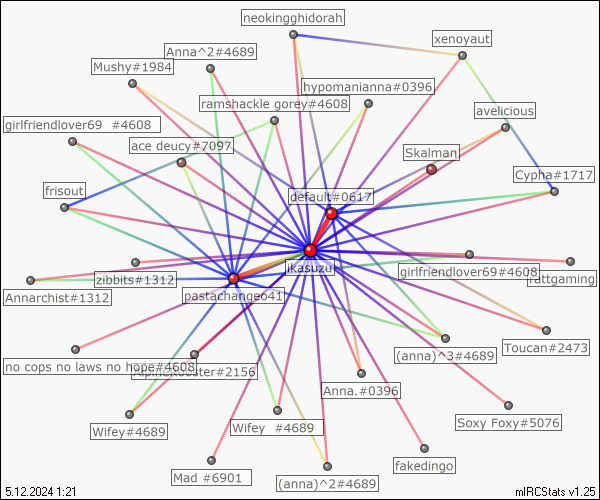 neokingghidorah
xenoyaut
Anna^2#4689
Mushy#1984
hypomanianna#0396
ramshackle gorey#4608
avelicious
girlfriendlover69 #4608
ace deucy#7097
Skalman
Cypha#1717
frisout
default#0617
ikasuzu
zibbits#1312
girlfriendlover69#4608
rattgaming
Annarchist#1312
pastachangeo41
Toucan#2473
(anna)^3#4689
no cops no laws no hope#4608
#2156
Anna.#0396
Soxy Foxy#5076
Wifey#4689
Wifey #4689
fakedingo
Mad #6901
(anna)^2#4689
5.12.2024 1:21
mIRCStats v1.25